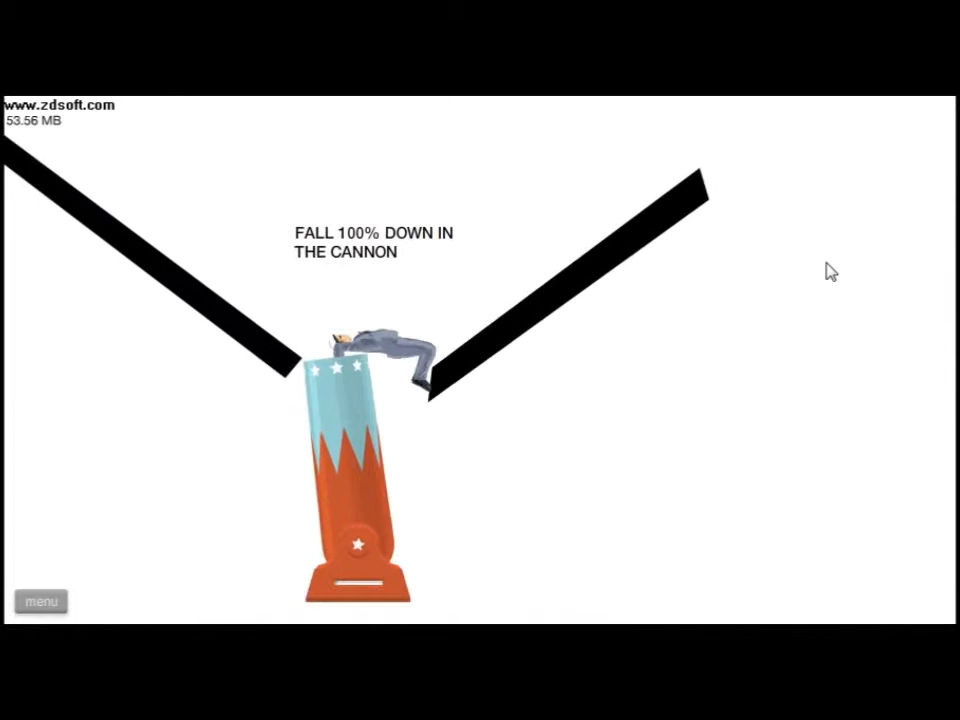 www.zdsoft.com
53.56 MB
FALL 100% DOWN IN
THE CANNON
menu